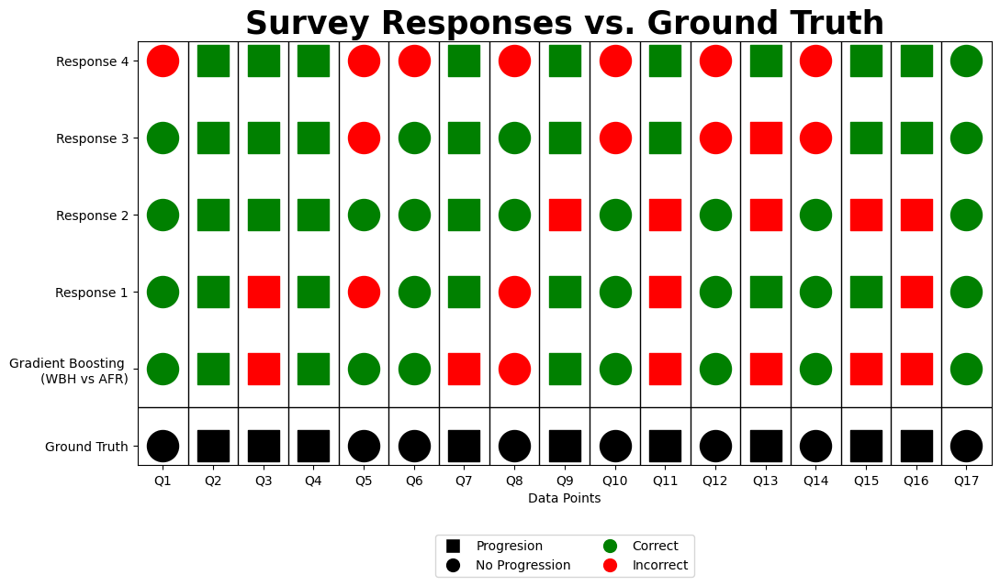 Survey Responses vs. Ground Truth
Response 4
Response 3
Response 2
Response 1
Gradient Boosting
(WBH vs AFR)
Ground Truth
Q1 Q2 Q3 Q4 Q5 Q6 Q7 Q8 Q9 Q10 Q11 Q12 Q13 Q14 Q15 Q16 Q17
Data Points
Progresion Correct
No Progression Incorrect